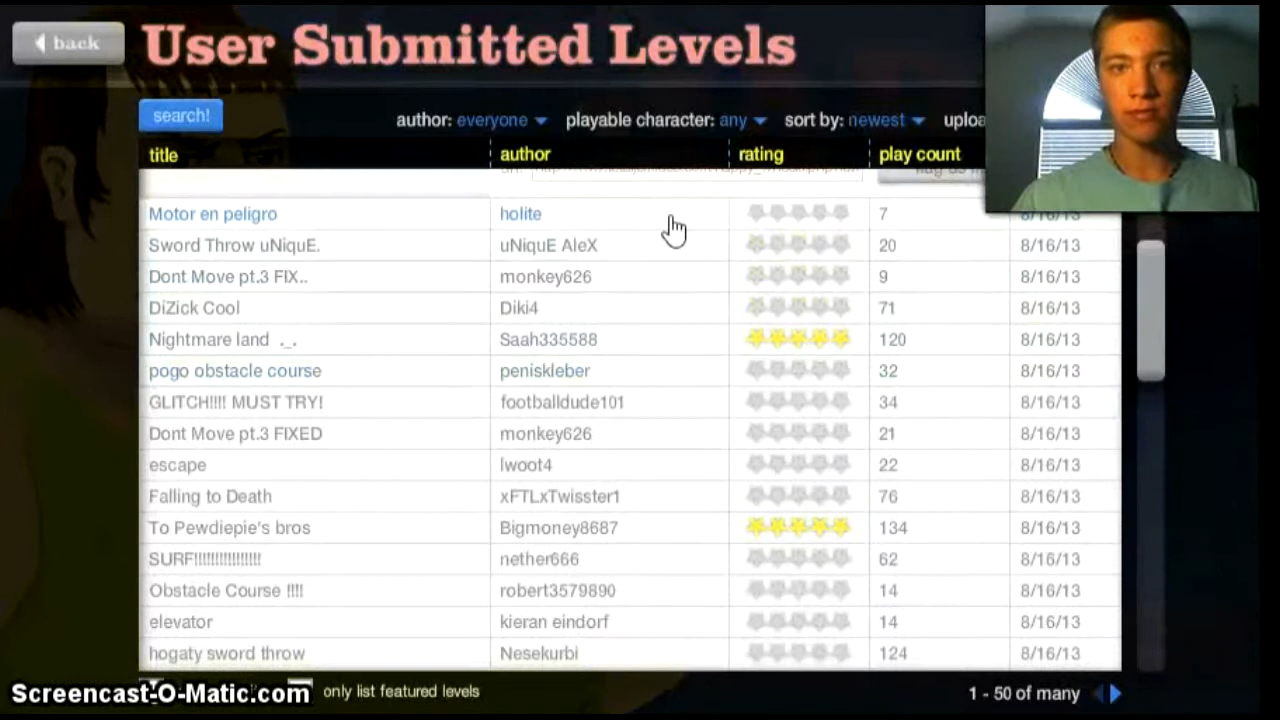 back
User Submitted Levels
search!
author: everyone playable character: any sort by: newest uploa
title author rating play count
Motor en peligro holite 7 8/16/13
Sword Throw uNiquE. uNiquE AleX 20 8/16/13
Dont Move pt.3 FIX.. monkey626 9 8/16/13
DiZick Cool Diki4 71 8/16/13
Nightmare land ._. Saah335588 120 8/16/13
pogo obstacle course peniskleber 32 8/16/13
GLITCH!!!! MUST TRY! footballdude101 34 8/16/13
Dont Move pt.3 FIXED monkey626 21 8/16/13
escape lwoot4 22 8/16/13
Falling to Death xFTLxTwisster1 76 8/16/13
To Pewdiepie's bros Bigmoney8687 134 8/16/13
SURF!!!!!!!!!!!!!!!!! nether666 62 8/16/13
Obstacle Course !!!! robert3579890 14 8/16/13
elevator kieran eindorf 14 8/16/13
hogaty sword throw Nesekurbi 124 8/16/13
Screencast-O-Matic.com only list featured levels 1 - 50 of many